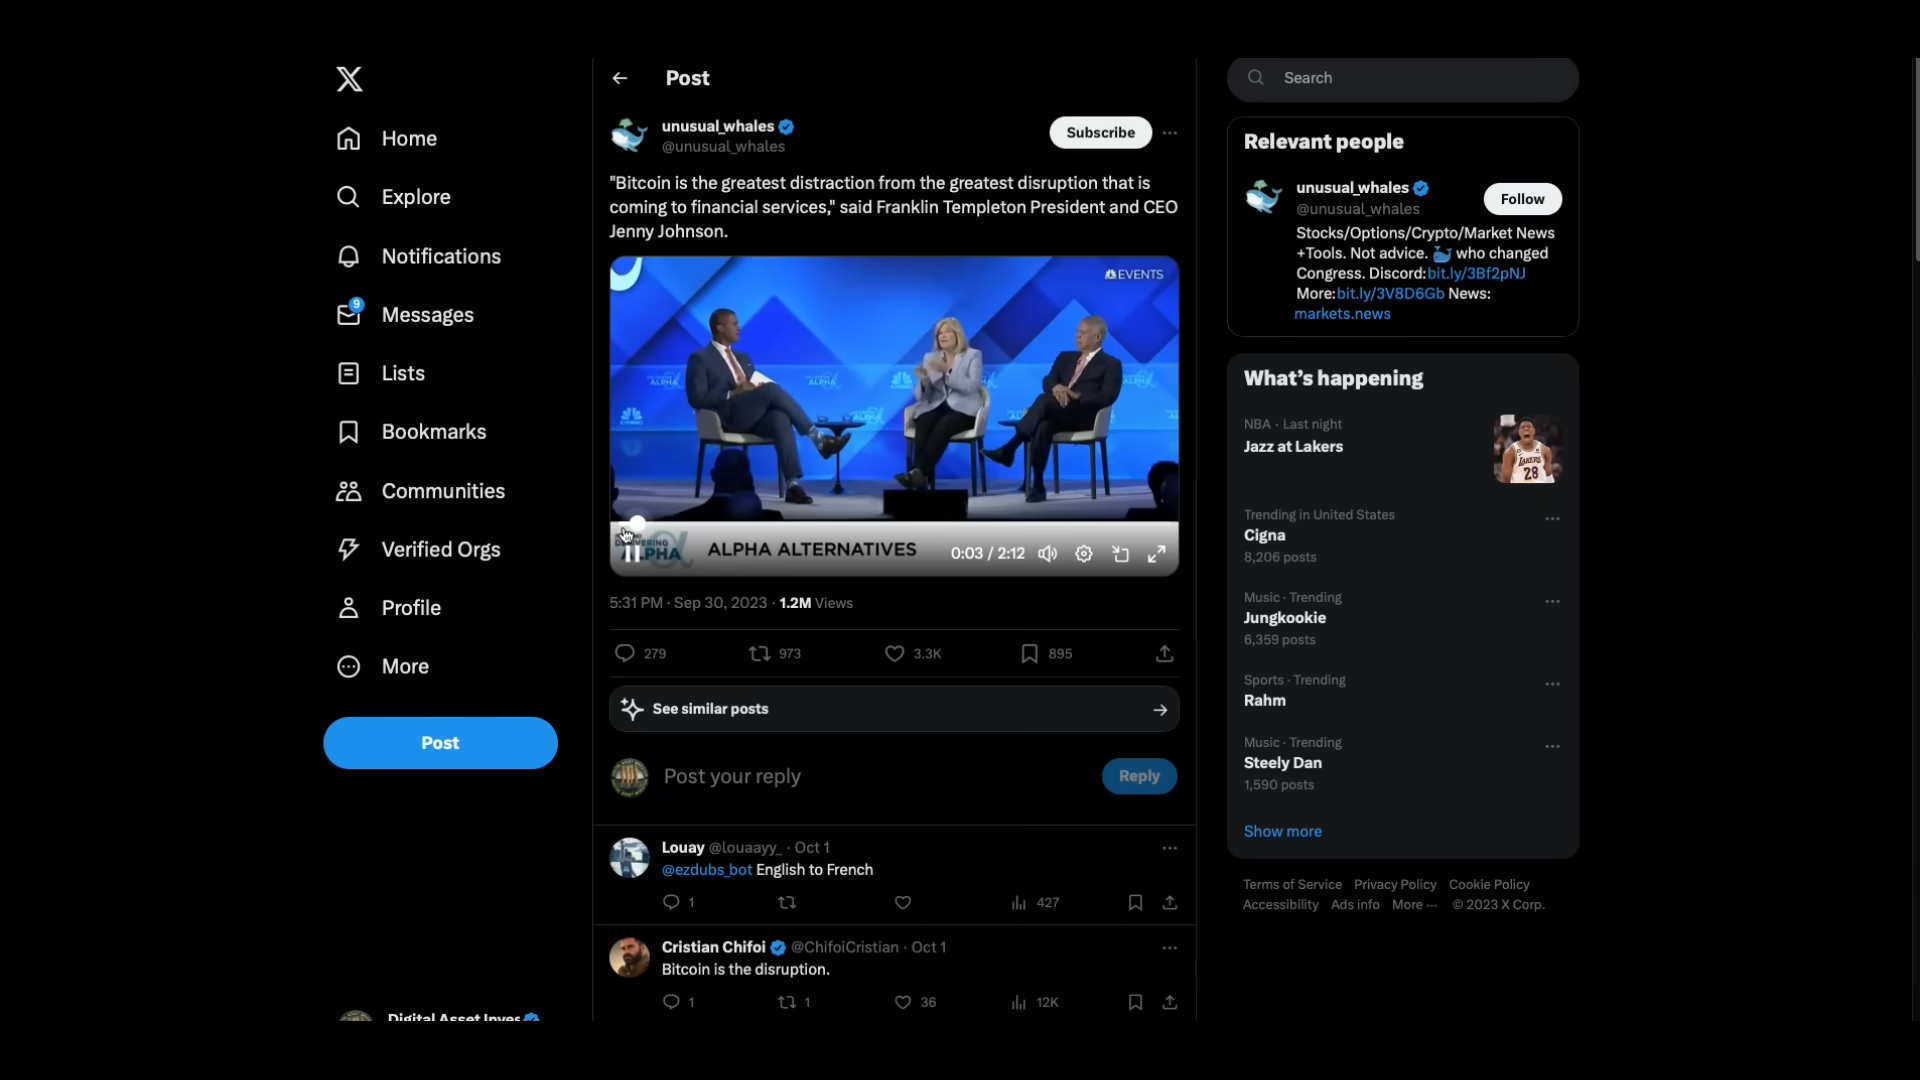 Home
Explore
Notifications
9
Messages
Lists
Bookmarks
Communities
Verified Orgs
Profile
More
Post
Digital Asset Inves
Post
unusual_whales
@unusual_whales
Subscribe
"Bitcoin is the greatest distraction from the greatest disruption that is
coming to financial services," said Franklin Templeton President and CEO
Jenny Johnson.
EVENTS
ALPHA
ALPHA ALTERNATIVES
0:03 / 2:12
5:31 PM · Sep 30, 2023 · 1.2M Views
279 973 3.3K 895
See similar posts
Post your reply
Reply
Louay @louaayy_ · Oct 1
@ezdubs_bot English to French
1 427
Cristian Chifoi @ChifoiCristian · Oct 1
Bitcoin is the disruption.
1 1 36 12K
Search
Relevant people
unusual_whales
@unusual_whales
Follow
Stocks/Options/Crypto/Market News
+Tools. Not advice. who changed
Congress. Discord:bit.ly/3Bf2pNJ
More:bit.ly/3V8D6Gb News:
markets.news
What's happening
NBA · Last night
Jazz at Lakers
LAKERS
28
Trending in United States
Cigna
8,206 posts
Music · Trending
Jungkookie
6,359 posts
Sports · Trending
Rahm
Music · Trending
Steely Dan
1,590 posts
Show more
Terms of Service Privacy Policy Cookie Policy
Accessibility Ads info More ··· © 2023 X Corp.